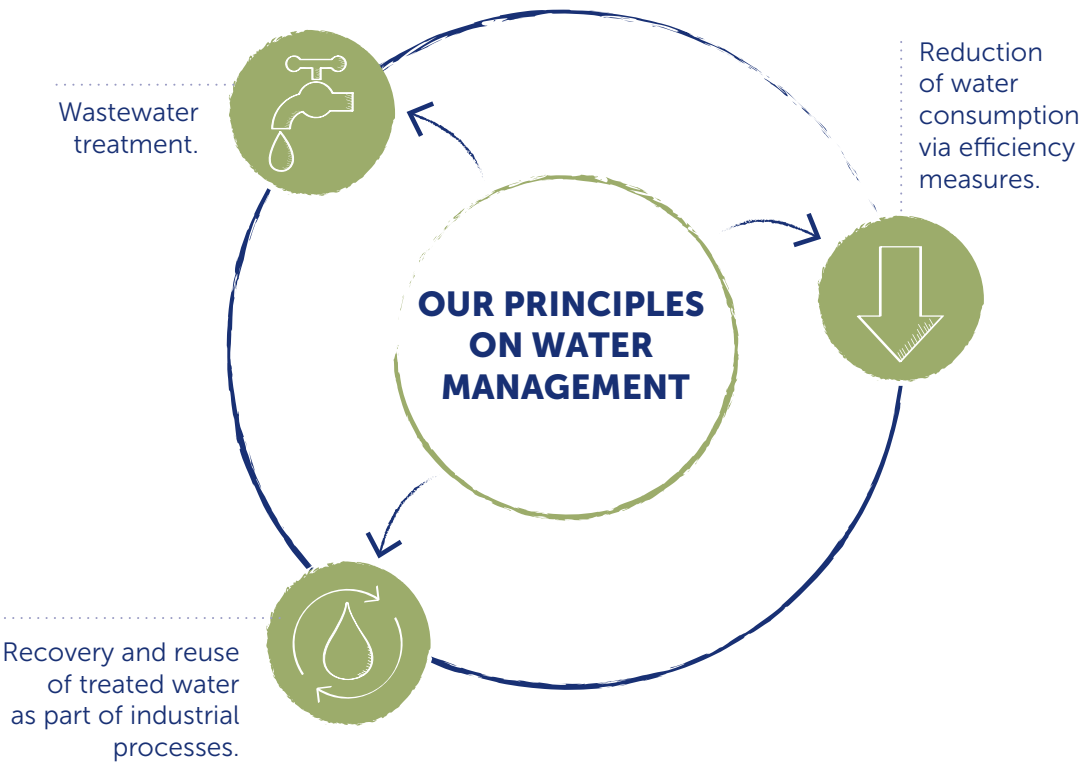 Wastewater
treatment.
Reduction
of water
consumption
via efficiency
measures.
OUR PRINCIPLES
ON WATER
MANAGEMENT
Recovery and reuse
of treated water
as part of industrial
processes.